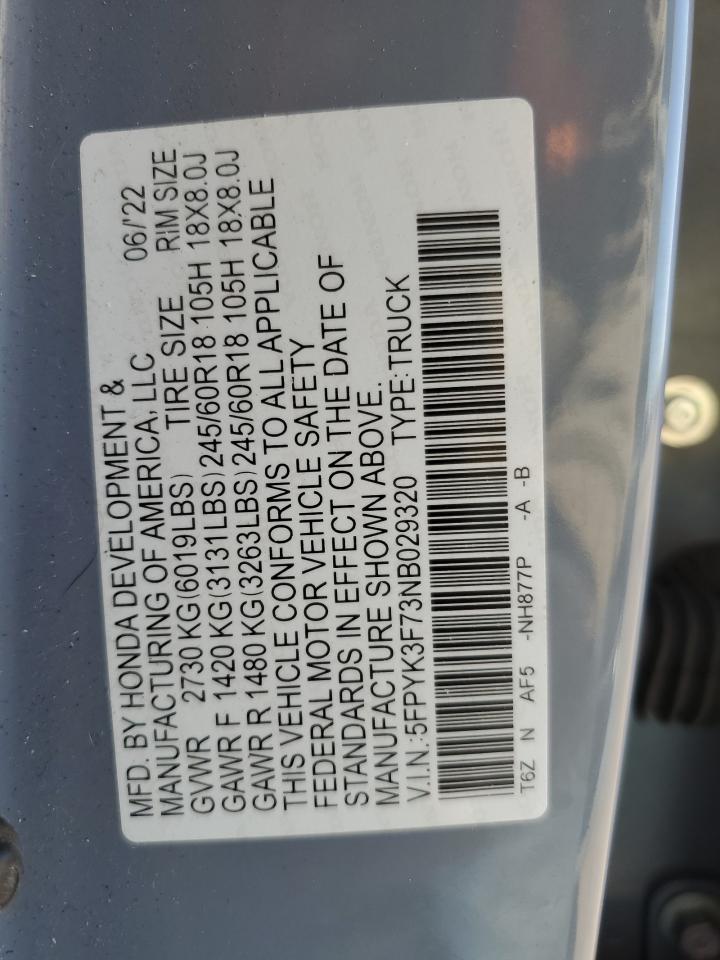 MFD. BY HONDA DEVELOPMENT &
MANUFACTURING OF AMERICA, LLC 06/'22
GVWR 2730 KG(6019LBS) TIRE SIZE RIM SIZE
GAWR F 1420 KG(3131LBS) 245/60R18 105H 18X8.0J
GAWR R 1480 KG(3263LBS) 245/60R18 105H 18X8.0J
THIS VEHICLE CONFORMS TO ALL APPLICABLE
FEDERAL MOTOR VEHICLE SAFETY
STANDARDS IN EFFECT ON THE DATE OF
MANUFACTURE SHOWN ABOVE.
V.I.N.:5FPYK3F73NB029320 TYPE:TRUCK
T6Z N AF5 -NH877P -A -B